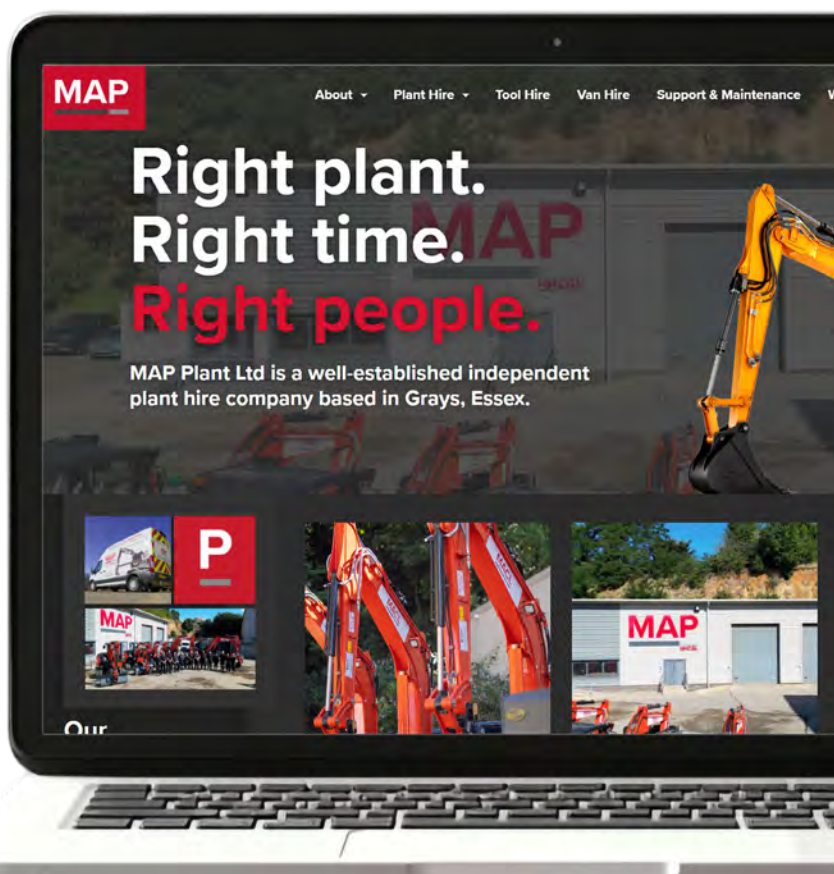 MAP
About Plant Hire Tool Hire Van Hire Support & Maintenance
Right plant.
Right time.
Right people.
MAP
MAP Plant Ltd is a well-established independent
plant hire company based in Grays, Essex.
P
MAP
MAP
Our